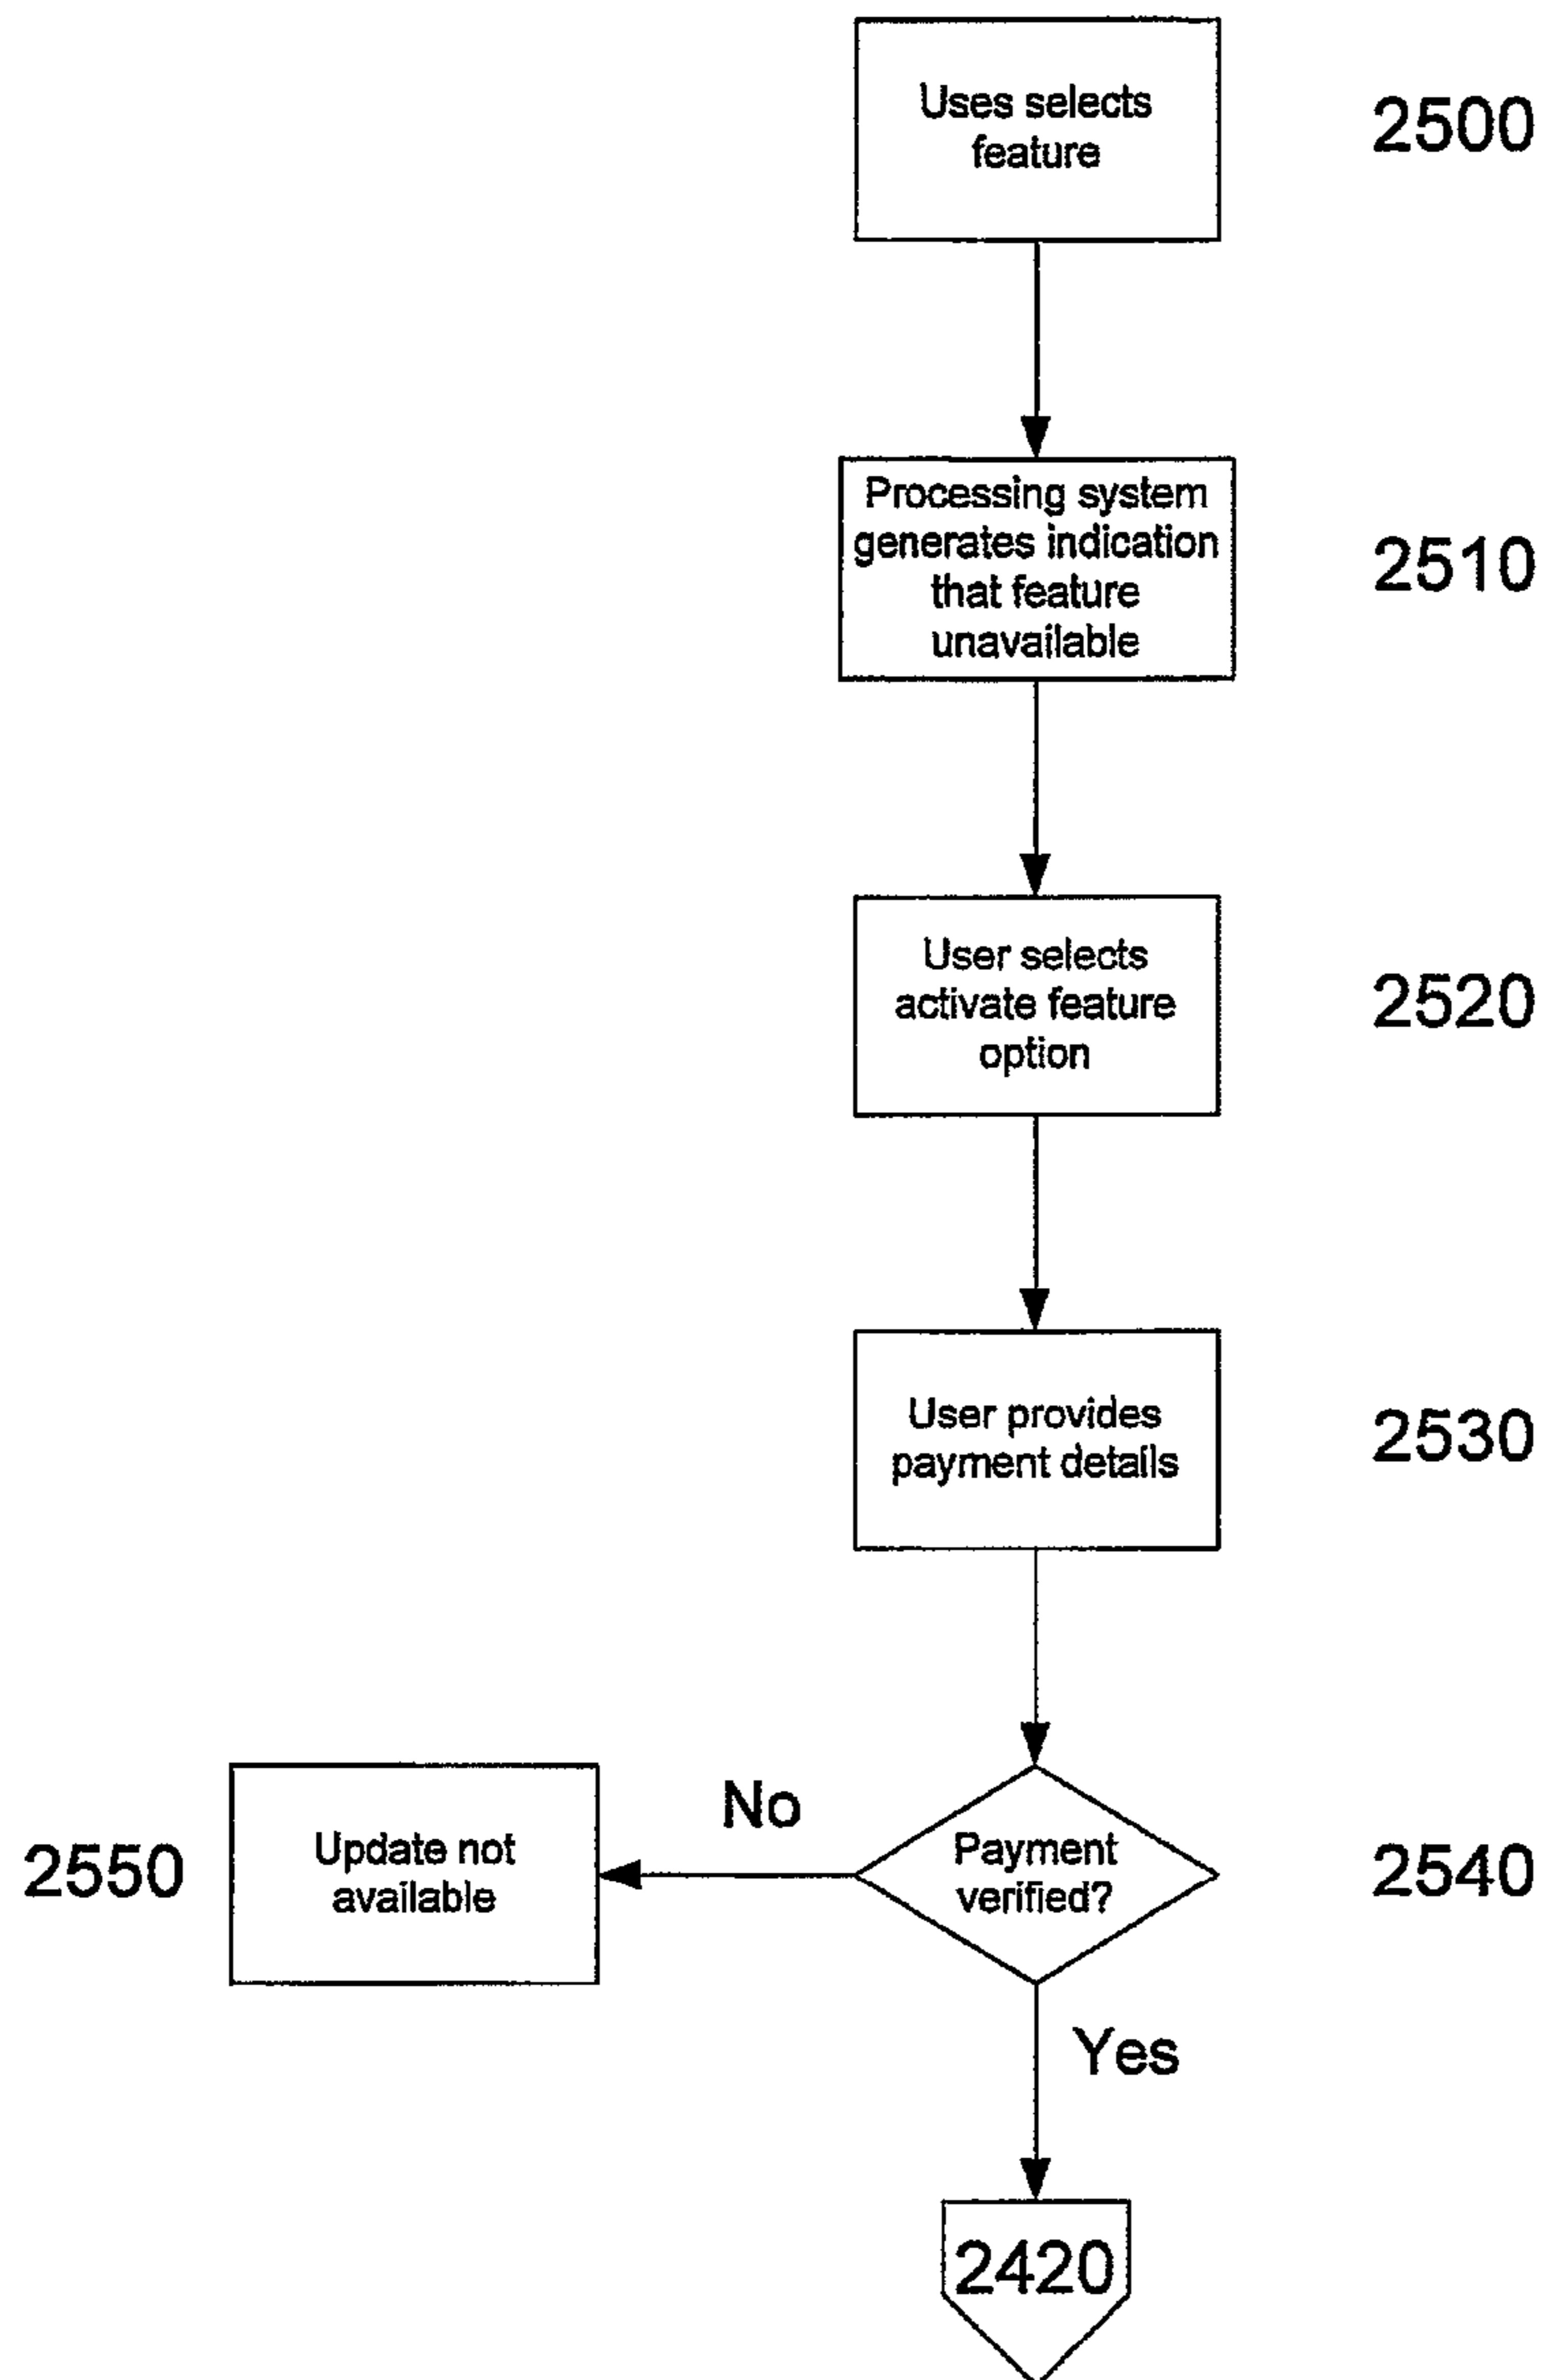 Uses selects
feature
2500
Processing system
generates indication
that feature
unavailable
2510
User selects
activate feature
option
2520
User provides
payment details
2530
2550
Update not
available
No
Payment
verified?
2540
Yes
2420